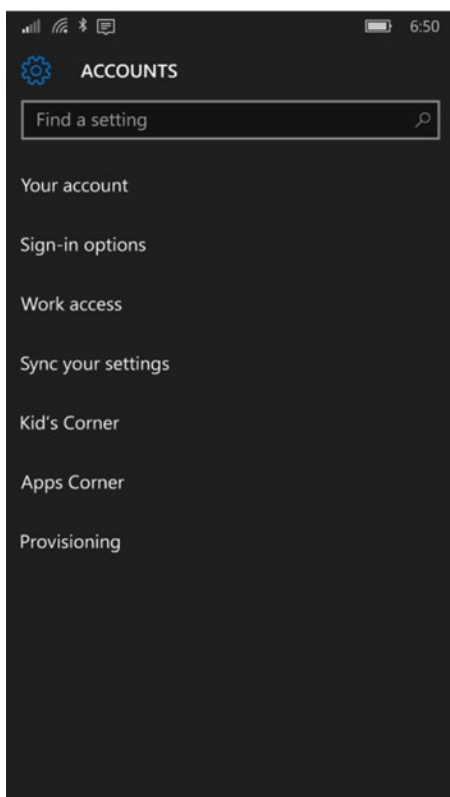 6:50
ACCOUNTS
Find a setting
Your account
Sign-in options
Work access
Sync your settings
Kid's Corner
Apps Corner
Provisioning